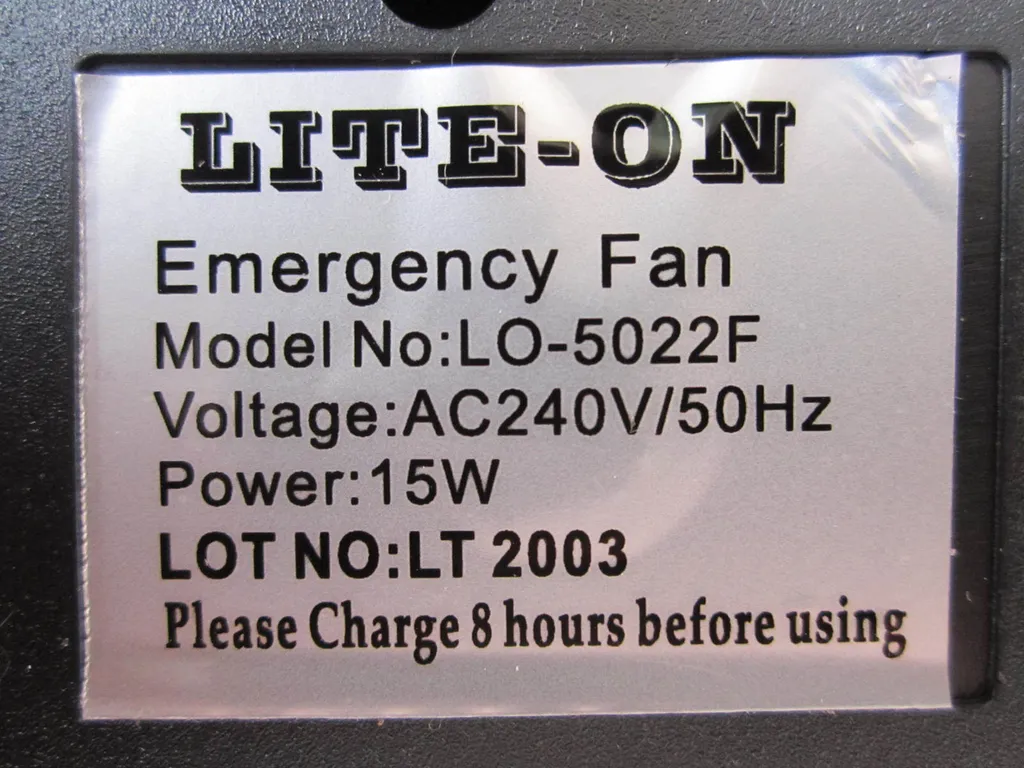 LITE-ON
Emergency Fan
Model No:LO-5022F
Voltage:AC240V/50Hz
Power:15W
LOT NO:LT 2003
Please Charge 8 hours before using